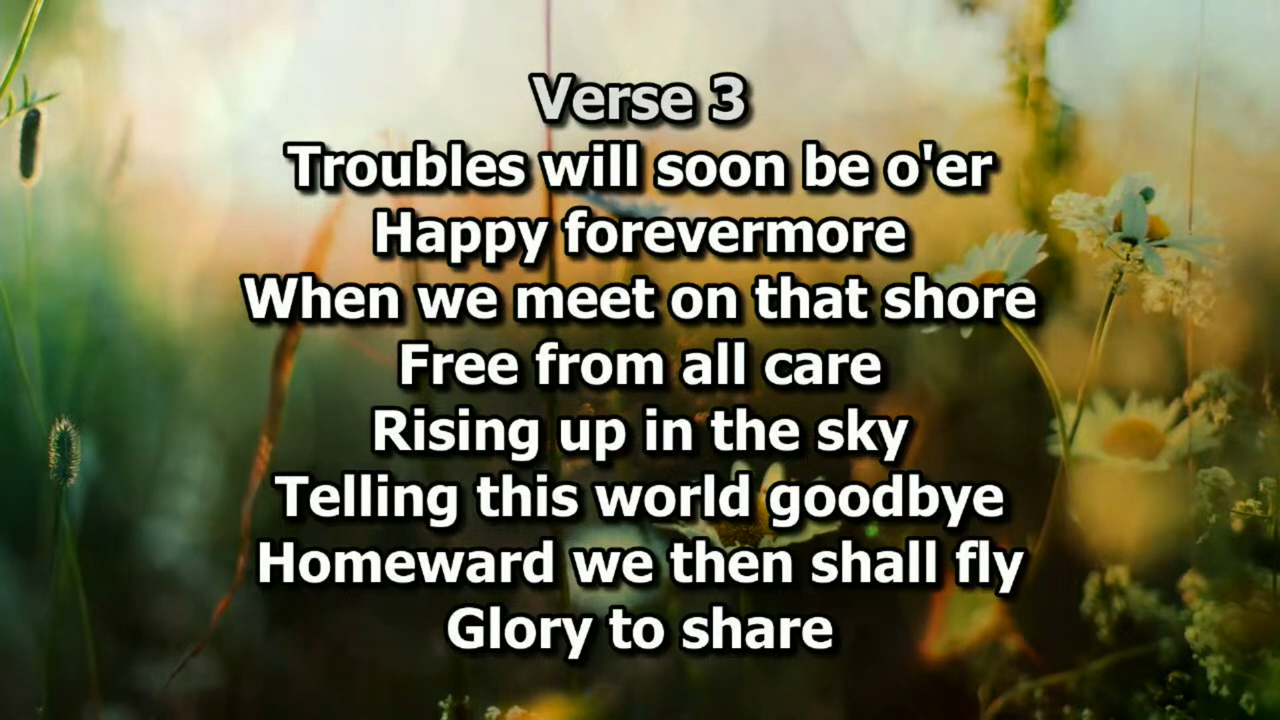 Verse 3
Troubles will soon be o'er
Happy forevermore
When we meet on that shore
Free from all care
Rising up in the sky
Telling this world goodbye
Homeward we then shall fly
Glory to share